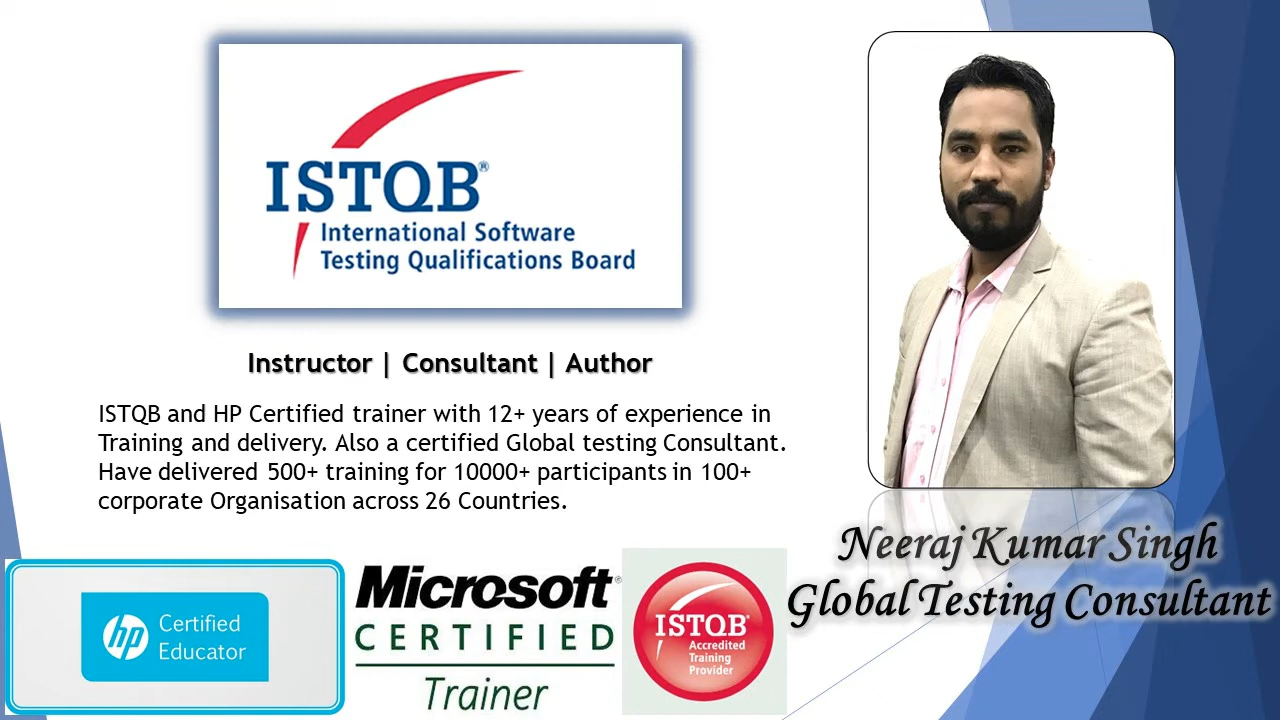 ISTQB®
International Software
Testing Qualifications Board
Instructor | Consultant | Author
ISTQB and HP Certified trainer with 12+ years of experience in
Training and delivery. Also a certified Global testing Consultant.
Have delivered 500+ training for 10000+ participants in 100+
corporate Organisation across 26 Countries.
Neeraj Kumar Singh
Global Testing Consultant
hp
Certified
Educator
Microsoft®
CERTIFIED
Trainer
ISTQB®
Accredited
Training
Provider